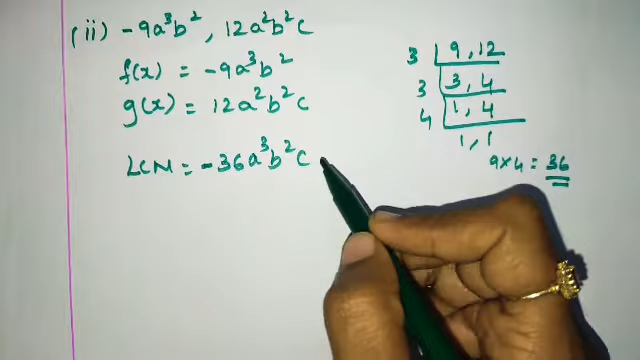 (ii) -9a³b², 12a²b²c
f(x) = -9a³b²
g(x) = 12a²b²c
LCM = -36a³b²c
3 | 9, 12
3 | 3, 4
4 | 1, 4
1, 1
9×4 = 36